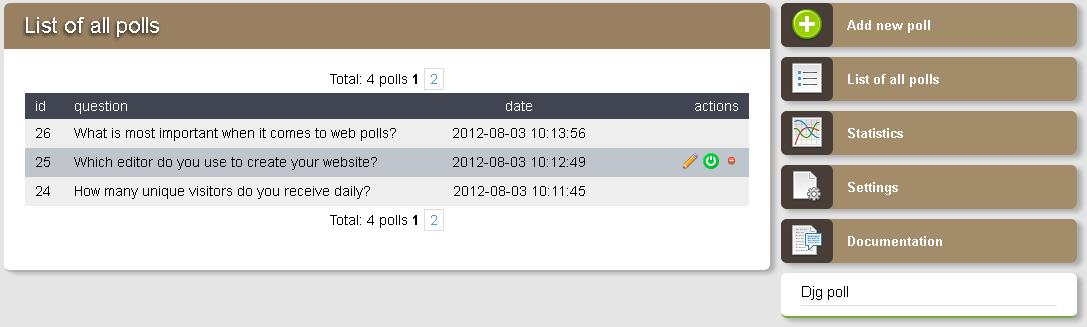 List of all polls
Total: 4 polls 1 2
id question date actions
26 What is most important when it comes to web polls? 2012-08-03 10:13:56
25 Which editor do you use to create your website? 2012-08-03 10:12:49
24 How many unique visitors do you receive daily? 2012-08-03 10:11:45
Total: 4 polls 1 2
Add new poll
List of all polls
Statistics
Settings
Documentation
Djg poll